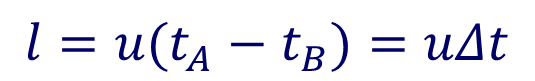 l = u(t_A − t_B) = uΔt